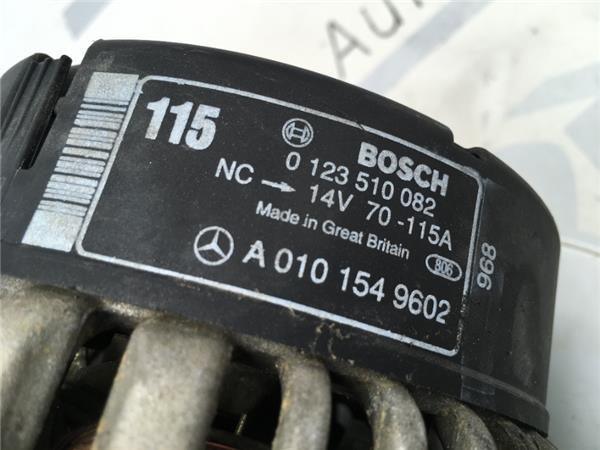 115
BOSCH
0 123 510 082
NC → 14V 70-115A
Made in Great Britain
806
A 010 154 9602
968
Au